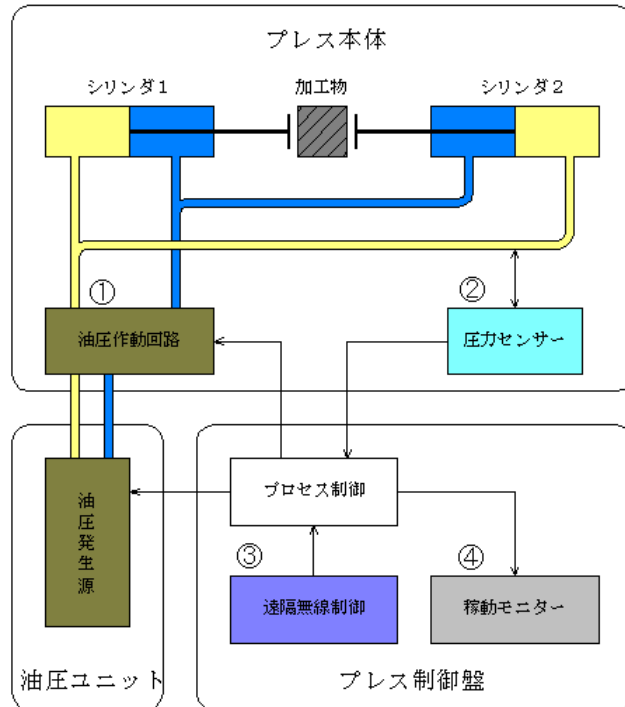 プレス本体
シリンダ1
加工物
シリンダ2
①
②
油圧作動回路
圧力センサー
プロセス制御
油圧発生源
③
④
遠隔無線制御
稼動モニター
油圧ユニット
プレス制御盤